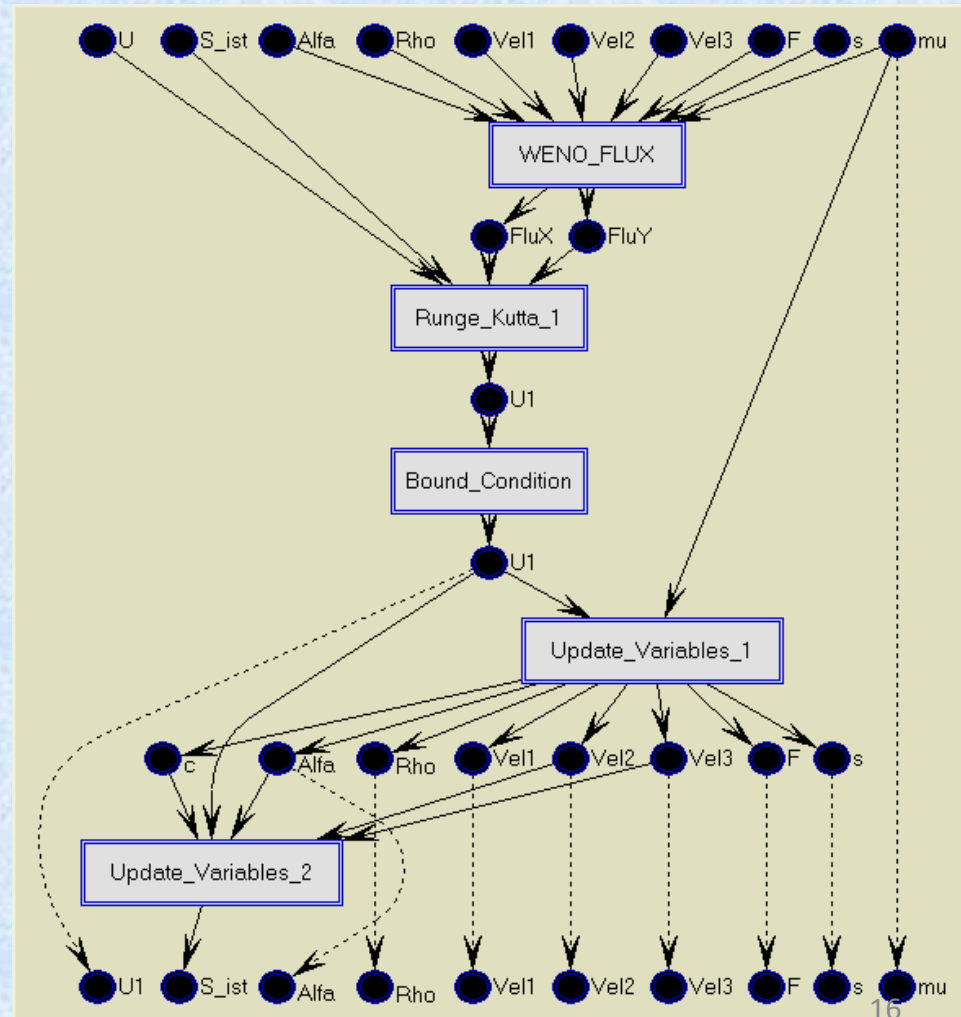 U S_ist Alfa Rho Vel1 Vel2 Vel3 F s mu
WENO_FLUX
FluX FluY
Runge_Kutta_1
U1
Bound_Condition
U1
Update_Variables_1
c Alfa Rho Vel1 Vel2 Vel3 F s
Update_Variables_2
U1 S_ist Alfa Rho Vel1 Vel2 Vel3 F s mu
16